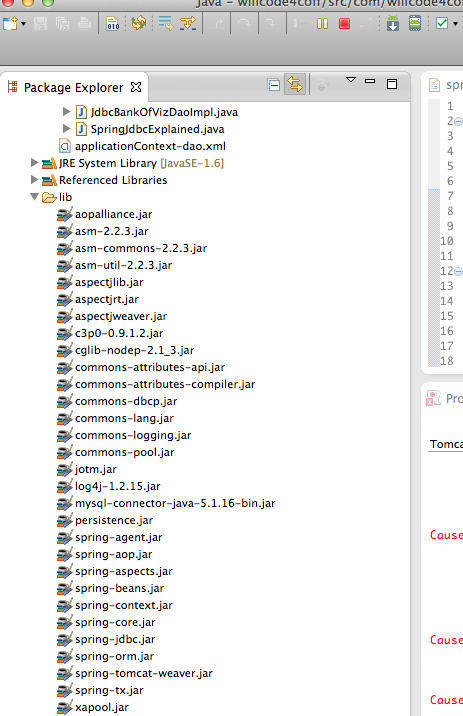 Java - willcode4coff/src/com/willcode4cof
Package Explorer
JdbcBankOfVizDaoImpl.java
SpringJdbcExplained.java
applicationContext-dao.xml
JRE System Library [JavaSE-1.6]
Referenced Libraries
lib
aopalliance.jar
asm-2.2.3.jar
asm-commons-2.2.3.jar
asm-util-2.2.3.jar
aspectjlib.jar
aspectjrt.jar
aspectjweaver.jar
c3p0-0.9.1.2.jar
cglib-nodep-2.1_3.jar
commons-attributes-api.jar
commons-attributes-compiler.jar
commons-dbcp.jar
commons-lang.jar
commons-logging.jar
commons-pool.jar
jotm.jar
log4j-1.2.15.jar
mysql-connector-java-5.1.16-bin.jar
persistence.jar
spring-agent.jar
spring-aop.jar
spring-aspects.jar
spring-beans.jar
spring-context.jar
spring-core.jar
spring-jdbc.jar
spring-orm.jar
spring-tomcat-weaver.jar
spring-tx.jar
xapool.jar
spr
1
2
3
4
5
6
7
8
9
10
11
12
13
14
15
16
17
18
Pro
Tomca
Cause
Cause
Cause